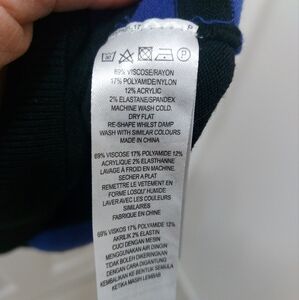 69% VISCOSE/RAYON
17% POLYAMIDE/NYLON
12% ACRYLIC
2% ELASTANE/SPANDEX
MACHINE WASH COLD.
DRY FLAT
RE-SHAPE WHILST DAMP
WASH WITH SIMILAR COLOURS
MADE IN CHINA
69% VISCOSE 17% POLYAMIDE 12%
ACRYLIQUE 2% ELASTHANNE
LAVAGE À FROID EN MACHINE.
SECHER A PLAT
REMETTRE LE VETEMENT EN
FORME LOSQU' HUMIDE
LAVER AVEC LES COULEURS
SIMILAIRES
FABRIQUE EN CHINE
69% VISKOS 17% POLYAMIDE 12%
AKRILIK 2% ELASTIN
CUCI DENGAN MESIN
MENGGUNAKAN AIR DINGIN
TIDAK BOLEH DIKERINGKAN
DENGAN CARA DIGANTUNG
KEMBALIKAN KE BENTUK SEMULA
KETIKA MASIH LEMBAB